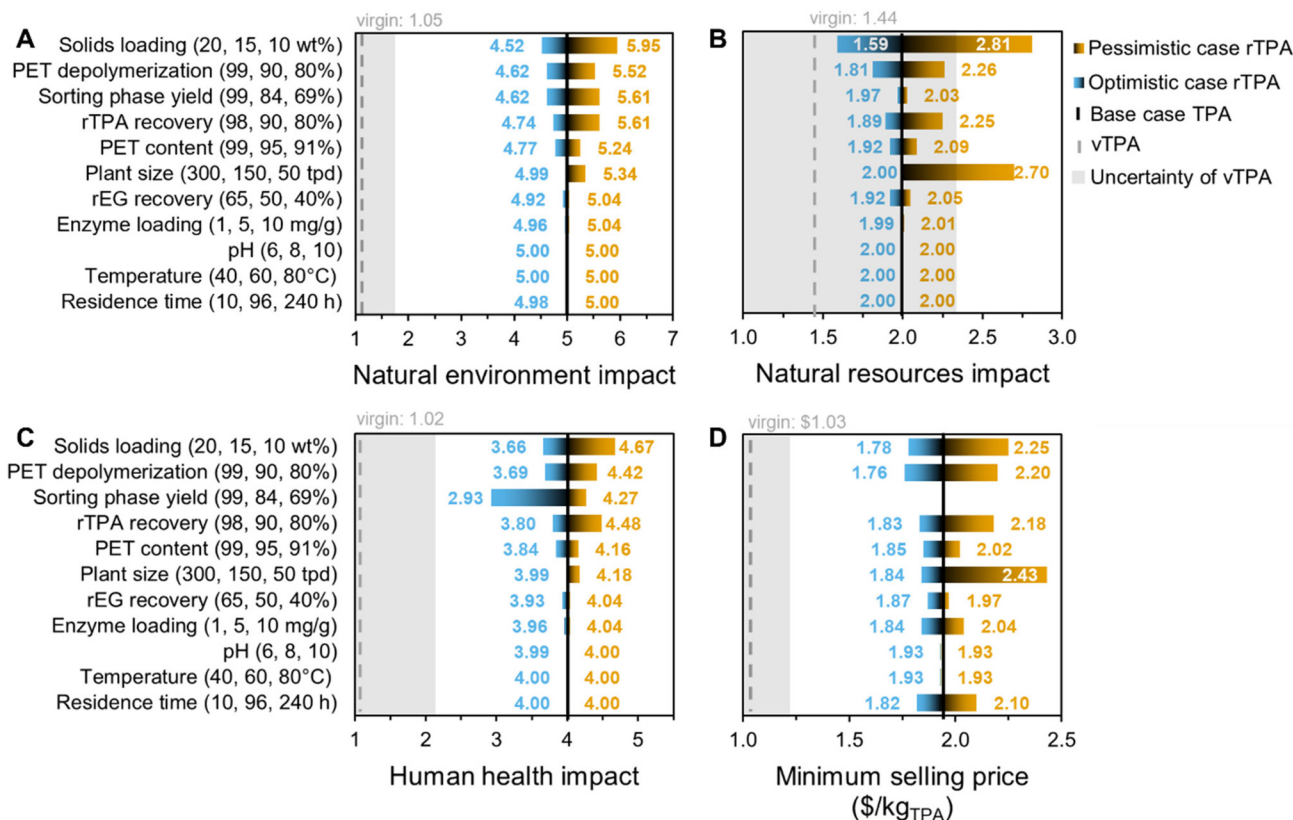 virgin: 1.05
A
Solids loading (20, 15, 10 wt%) 4.52 5.95
PET depolymerization (99, 90, 80%) 4.62 5.52
Sorting phase yield (99, 84, 69%) 4.62 5.61
rTPA recovery (98, 90, 80%) 4.74 5.61
PET content (99, 95, 91%) 4.77 5.24
Plant size (300, 150, 50 tpd) 4.99 5.34
rEG recovery (65, 50, 40%) 4.92 5.04
Enzyme loading (1, 5, 10 mg/g) 4.96 5.04
pH (6, 8, 10) 5.00 5.00
Temperature (40, 60, 80°C) 5.00 5.00
Residence time (10, 96, 240 h) 4.98 5.00
1 2 3 4 5 6 7
Natural environment impact
virgin: 1.44
B
1.59 2.81
1.81 2.26
1.97 2.03
1.89 2.25
1.92 2.09
2.00 2.70
1.92 2.05
1.99 2.01
2.00 2.00
2.00 2.00
2.00 2.00
1.0 1.5 2.0 2.5 3.0
Natural resources impact
Pessimistic case rTPA
Optimistic case rTPA
Base case TPA
vTPA
Uncertainty of vTPA
virgin: 1.02
C
Solids loading (20, 15, 10 wt%) 3.66 4.67
PET depolymerization (99, 90, 80%) 3.69 4.42
Sorting phase yield (99, 84, 69%) 2.93 4.27
rTPA recovery (98, 90, 80%) 3.80 4.48
PET content (99, 95, 91%) 3.84 4.16
Plant size (300, 150, 50 tpd) 3.99 4.18
rEG recovery (65, 50, 40%) 3.93 4.04
Enzyme loading (1, 5, 10 mg/g) 3.96 4.04
pH (6, 8, 10) 3.99 4.00
Temperature (40, 60, 80°C) 4.00 4.00
Residence time (10, 96, 240 h) 4.00 4.00
1 2 3 4 5
Human health impact
virgin: $1.03
D
1.78 2.25
1.76 2.20
1.83 2.18
1.85 2.02
1.84 2.43
1.87 1.97
1.84 2.04
1.93 1.93
1.93 1.93
1.82 2.10
1.0 1.5 2.0 2.5
Minimum selling price
($/kgTPA)